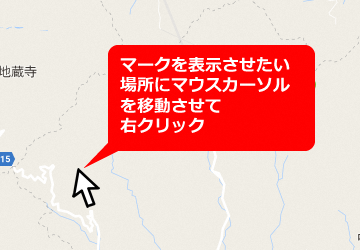 マークを表示させたい
場所にマウスカーソル
を移動させて
右クリック
地蔵寺
15